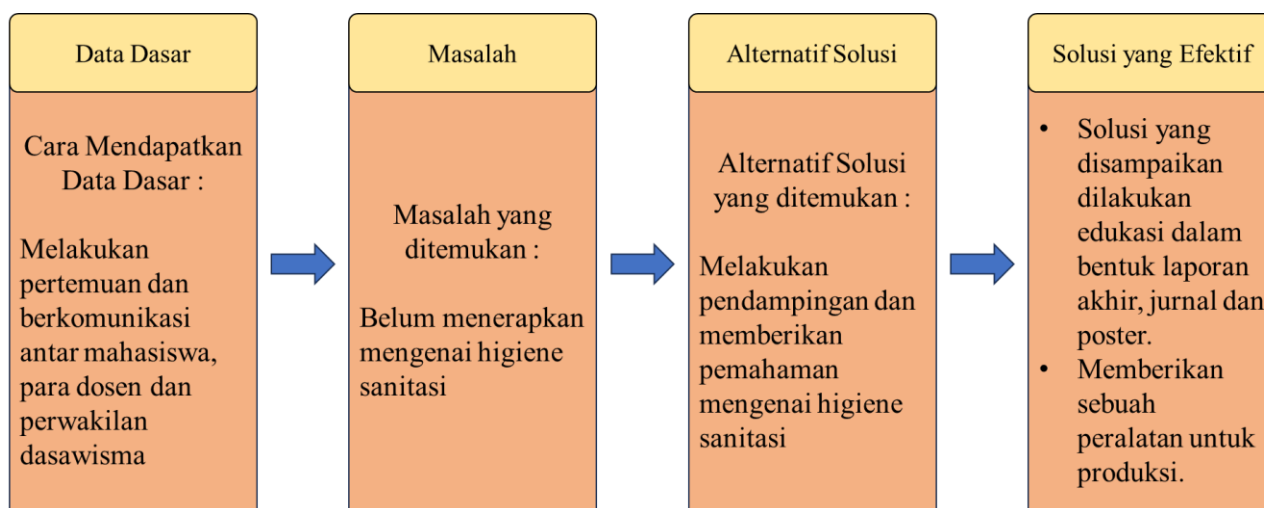 Data Dasar
Cara Mendapatkan
Data Dasar :
Melakukan
pertemuan dan
berkomunikasi
antar mahasiswa,
para dosen dan
perwakilan
dasawisma
Masalah
Masalah yang
ditemukan :
Belum menerapkan
mengenai higiene
sanitasi
Alternatif Solusi
Alternatif Solusi
yang ditemukan :
Melakukan
pendampingan dan
memberikan
pemahaman
mengenai higiene
sanitasi
Solusi yang Efektif
• Solusi yang
disampaikan
dilakukan
edukasi dalam
bentuk laporan
akhir, jurnal dan
poster.
• Memberikan
sebuah
peralatan untuk
produksi.